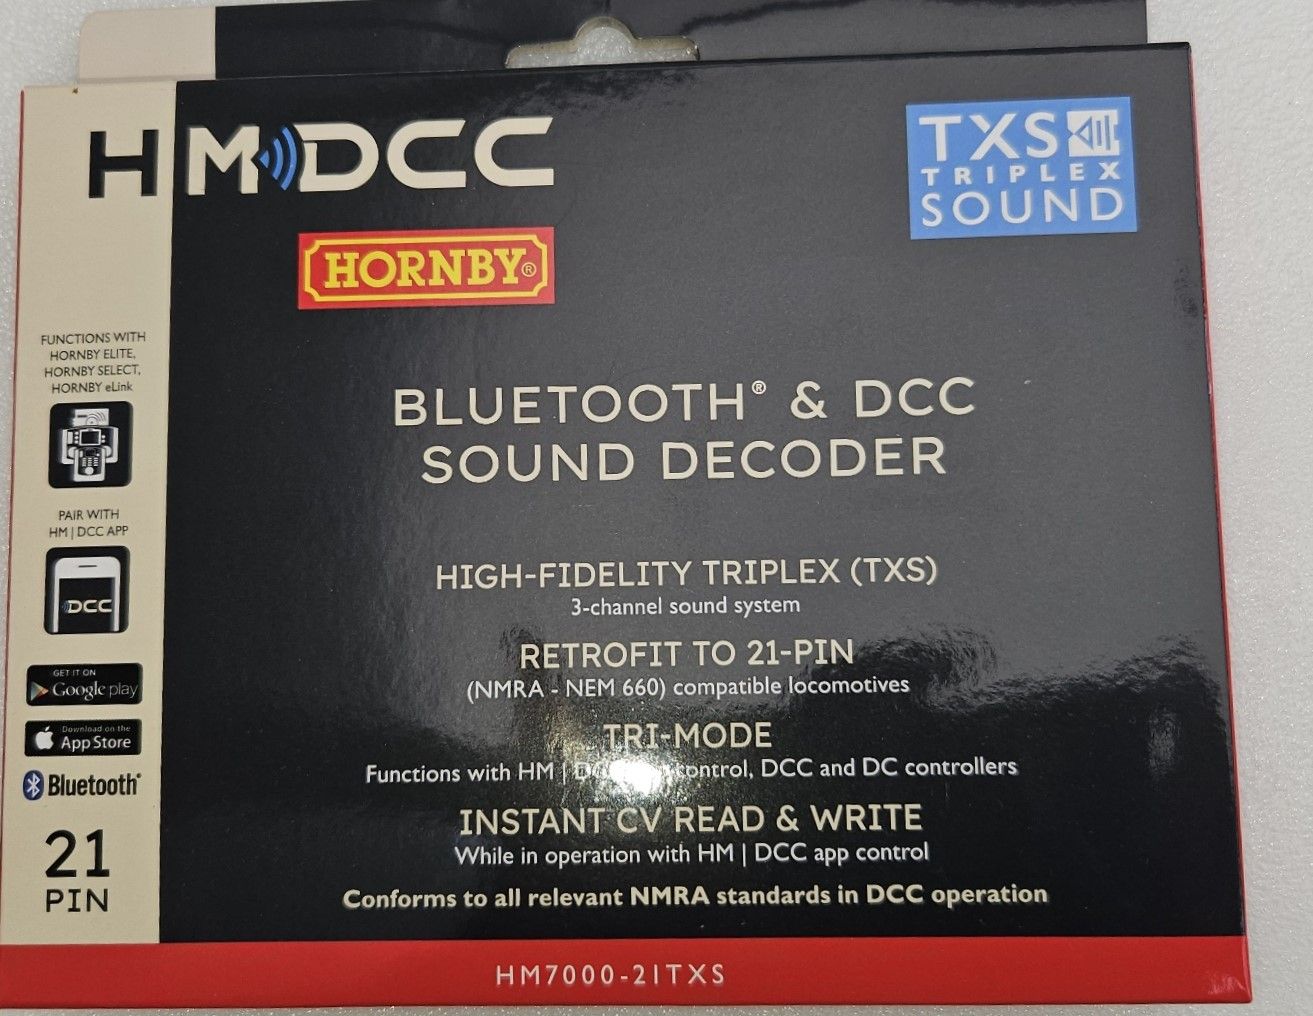 HM DCC
TXS
TRIPLEX
SOUND
HORNBY®
FUNCTIONS WITH
HORNBY ELITE,
HORNBY SELECT,
HORNBY eLink
PAIR WITH
HM | DCC APP
DCC
GET IT ON
Google play
Download on the
App Store
Bluetooth®
21
PIN
BLUETOOTH® & DCC
SOUND DECODER
HIGH-FIDELITY TRIPLEX (TXS)
3-channel sound system
RETROFIT TO 21-PIN
(NMRA - NEM 660) compatible locomotives
TRI-MODE
Functions with HM | control, DCC and DC controllers
INSTANT CV READ & WRITE
While in operation with HM | DCC app control
Conforms to all relevant NMRA standards in DCC operation
HM7000-21TXS